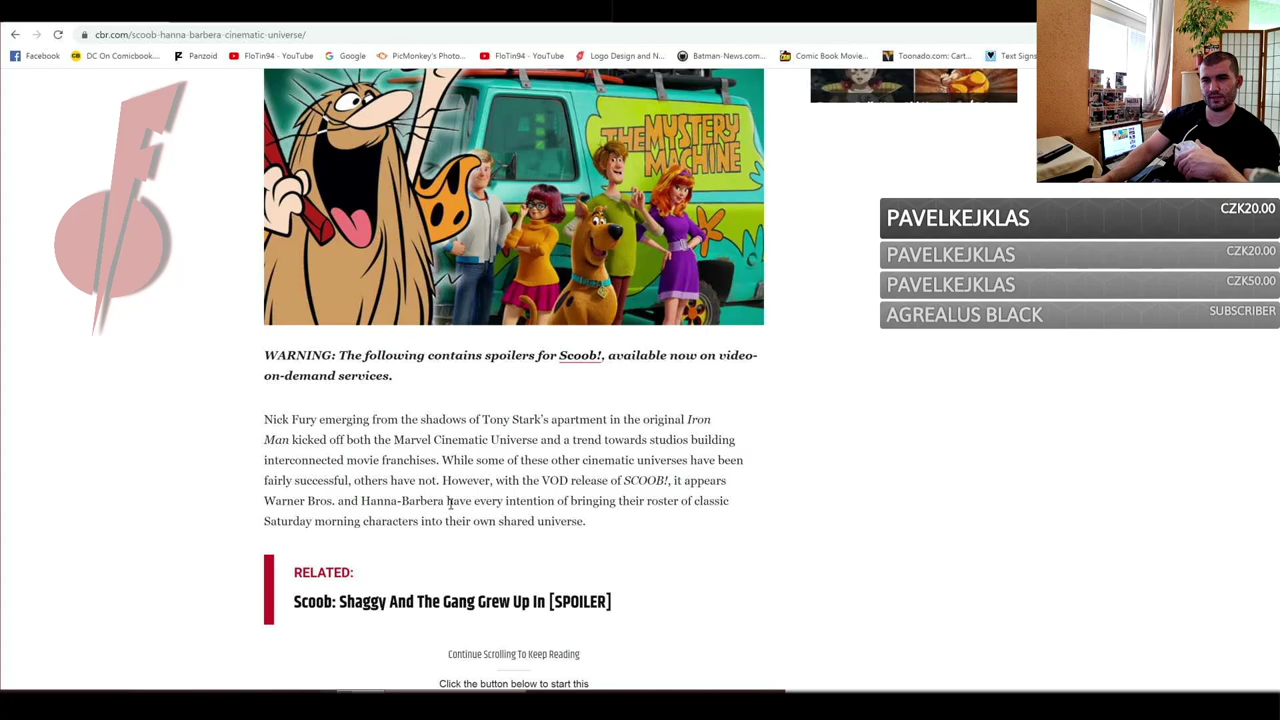 cbr.com/scoob-hanna-barbera-cinematic-universe/
Facebook
DC On Comicbook....
Panzoid
FloTin94 - YouTube
Google
PicMonkey's Photo...
FloTin94 - YouTube
Logo Design and N...
Batman-News.com...
Comic Book Movie...
Toonado.com: Cart...
Text Signs
THE MYSTERY
MACHINE
PAVELKEJKLAS CZK20.00
PAVELKEJKLAS CZK20.00
PAVELKEJKLAS CZK50.00
AGREALUS BLACK SUBSCRIBER
WARNING: The following contains spoilers for Scoob!, available now on video-
on-demand services.
Nick Fury emerging from the shadows of Tony Stark's apartment in the original Iron
Man kicked off both the Marvel Cinematic Universe and a trend towards studios building
interconnected movie franchises. While some of these other cinematic universes have been
fairly successful, others have not. However, with the VOD release of SCOOB!, it appears
Warner Bros. and Hanna-Barbera have every intention of bringing their roster of classic
Saturday morning characters into their own shared universe.
RELATED:
Scoob: Shaggy And The Gang Grew Up In [SPOILER]
Continue Scrolling To Keep Reading
Click the button below to start this